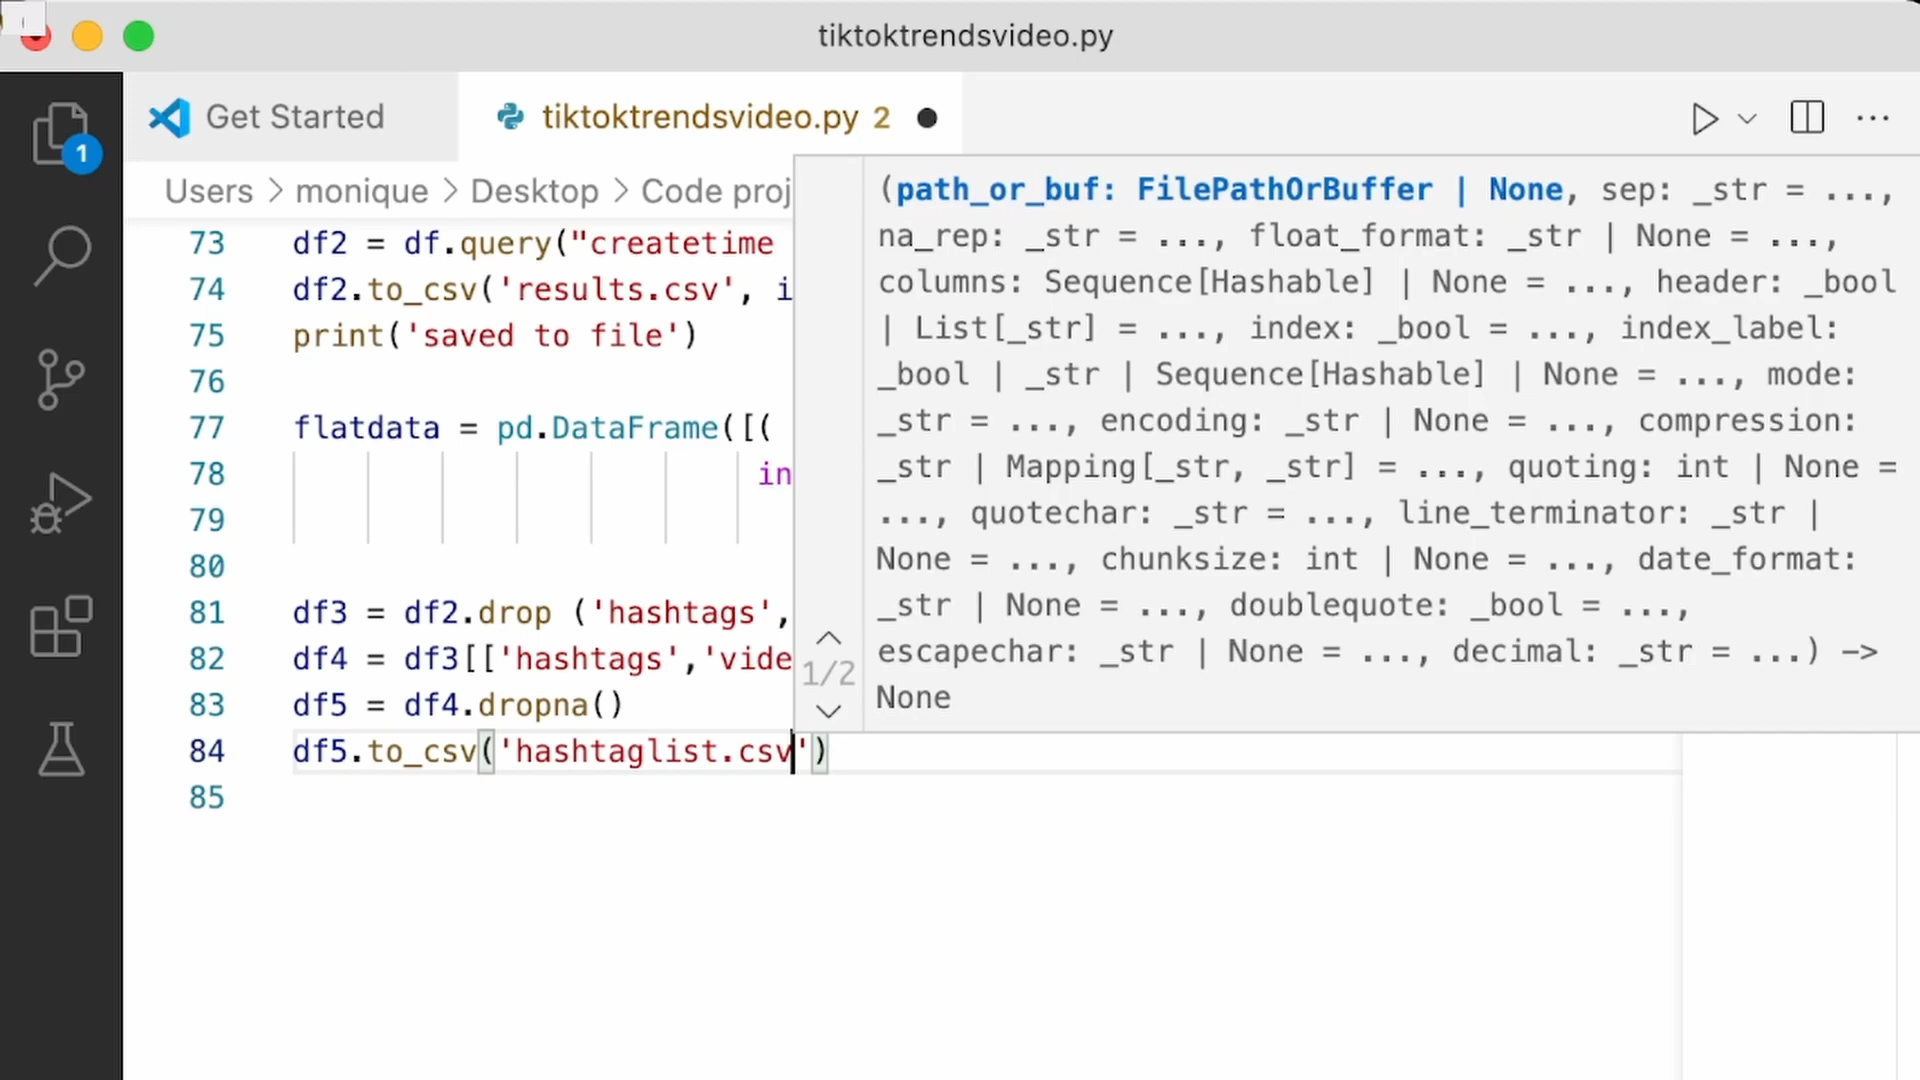 tiktoktrendsvideo.py
Get Started
tiktoktrendsvideo.py 2
1
Users > monique > Desktop > Code proj
73 df2 = df.query("createtime
74 df2.to_csv('results.csv', i
75 print('saved to file')
76
77 flatdata = pd.DataFrame([(
78 in
79
80
81 df3 = df2.drop ('hashtags',
82 df4 = df3[['hashtags','vide
83 df5 = df4.dropna()
84 df5.to_csv('hashtaglist.csv')
85
(path_or_buf: FilePathOrBuffer | None, sep: _str = ...,
na_rep: _str = ..., float_format: _str | None = ...,
columns: Sequence[Hashable] | None = ..., header: _bool
| List[_str] = ..., index: _bool = ..., index_label:
_bool | _str | Sequence[Hashable] | None = ..., mode:
_str = ..., encoding: _str | None = ..., compression:
_str | Mapping[_str, _str] = ..., quoting: int | None =
..., quotechar: _str = ..., line_terminator: _str |
None = ..., chunksize: int | None = ..., date_format:
_str | None = ..., doublequote: _bool = ...,
escapechar: _str | None = ..., decimal: _str = ...) ->
None
1/2